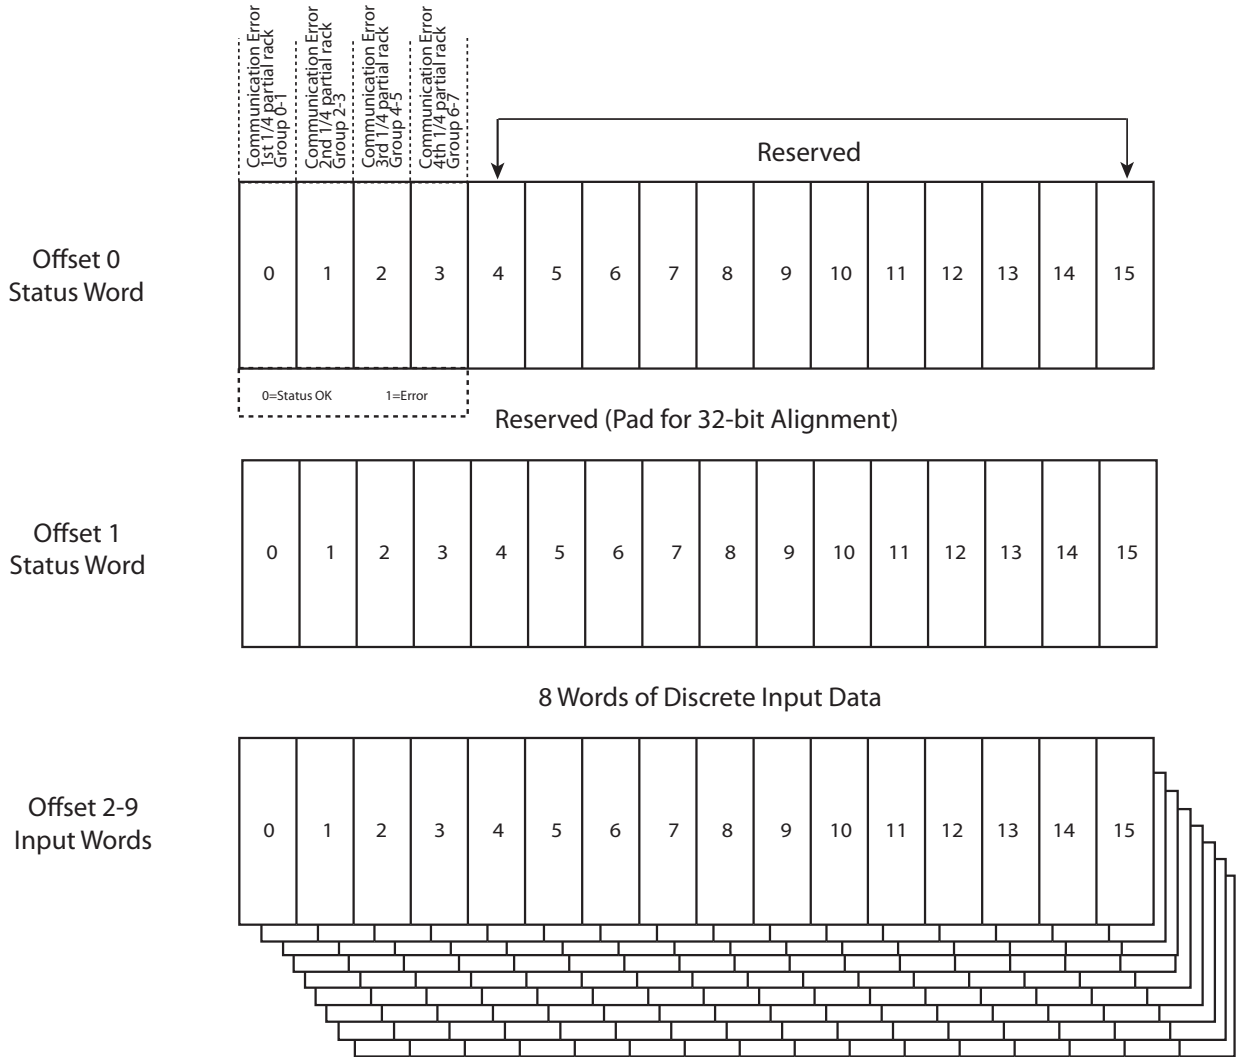 Communication Error
1st 1/4 partial rack
Group 0-1
Communication Error
2nd 1/4 partial rack
Group 2-3
Communication Error
3rd 1/4 partial rack
Group 4-5
Communication Error
4th 1/4 partial rack
Group 6-7
Reserved
Offset 0
Status Word
0 1 2 3 4 5 6 7 8 9 10 11 12 13 14 15
0=Status OK 1=Error
Reserved (Pad for 32-bit Alignment)
Offset 1
Status Word
0 1 2 3 4 5 6 7 8 9 10 11 12 13 14 15
8 Words of Discrete Input Data
Offset 2-9
Input Words
0 1 2 3 4 5 6 7 8 9 10 11 12 13 14 15